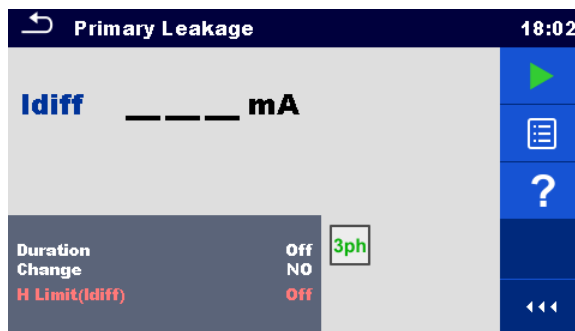 Primary Leakage 18:02
Idiff ___ mA
?
Duration Off
Change NO
H Limit(Idiff) Off
3ph